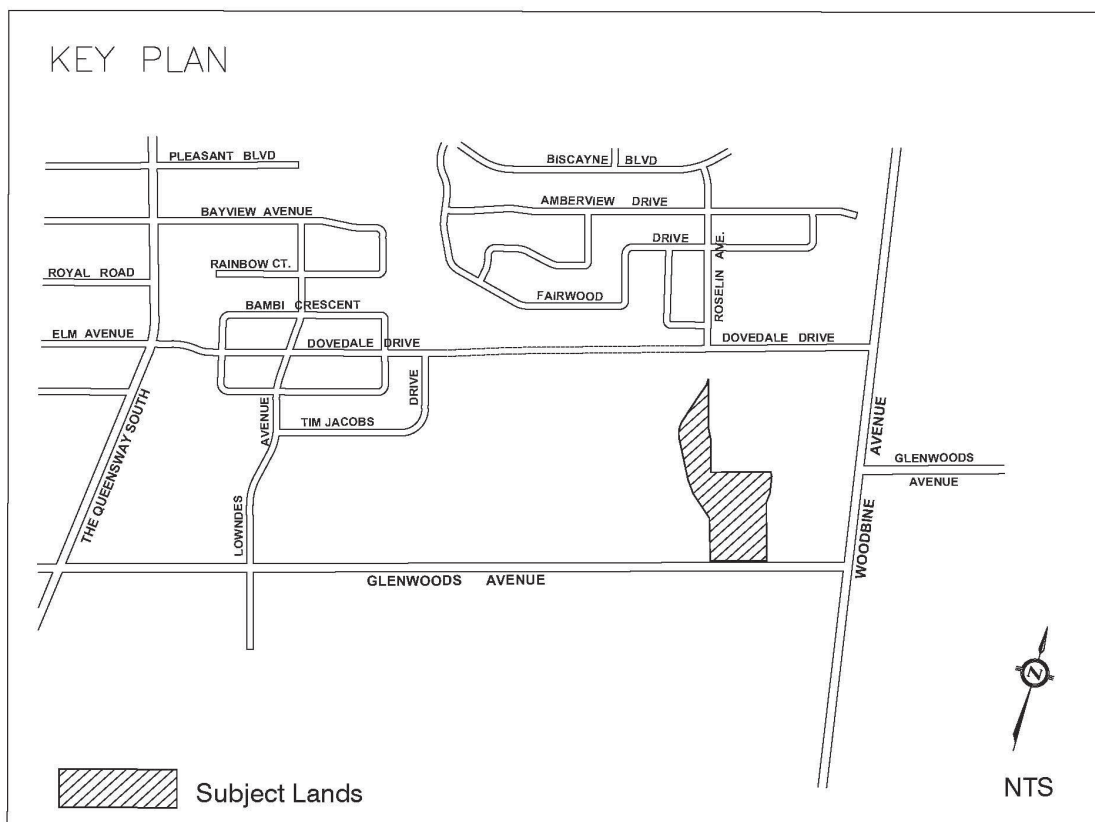 KEY PLAN
PLEASANT BLVD
BISCAYNE BLVD
AMBERVIEW DRIVE
BAYVIEW AVENUE
DRIVE
ROSELIN AVE.
RAINBOW CT.
ROYAL ROAD
FAIRWOOD
BAMBI CRESCENT
ELM AVENUE
DOVEDALE DRIVE
DOVEDALE DRIVE
DRIVE
THE QUEENSWAY SOUTH
AVENUE
TIM JACOBS
AVENUE
GLENWOODS
AVENUE
LOWNDES
WOODBINE
GLENWOODS AVENUE
N
Subject Lands
NTS